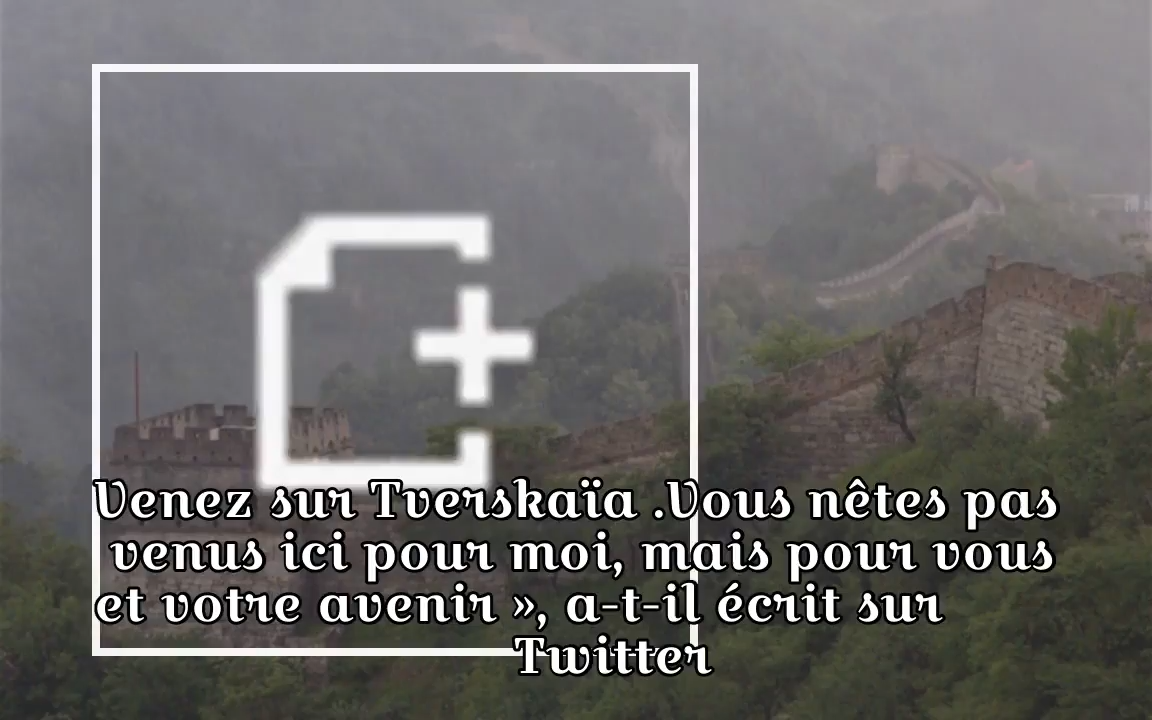 Venez sur Tverskaïa .Vous nêtes pas
venus ici pour moi, mais pour vous
et votre avenir », a-t-il écrit sur
Twitter